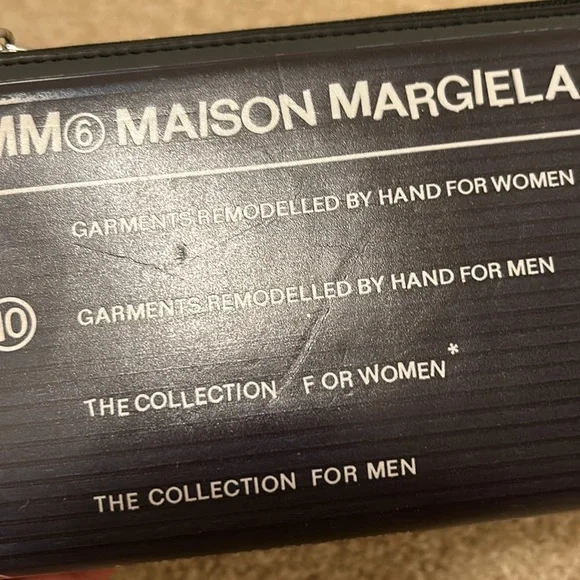 MM⑥ MAISON MARGIELA
GARMENTS REMODELLED BY HAND FOR WOMEN
⑩ GARMENTS REMODELLED BY HAND FOR MEN
THE COLLECTION F OR WOMEN*
THE COLLECTION FOR MEN